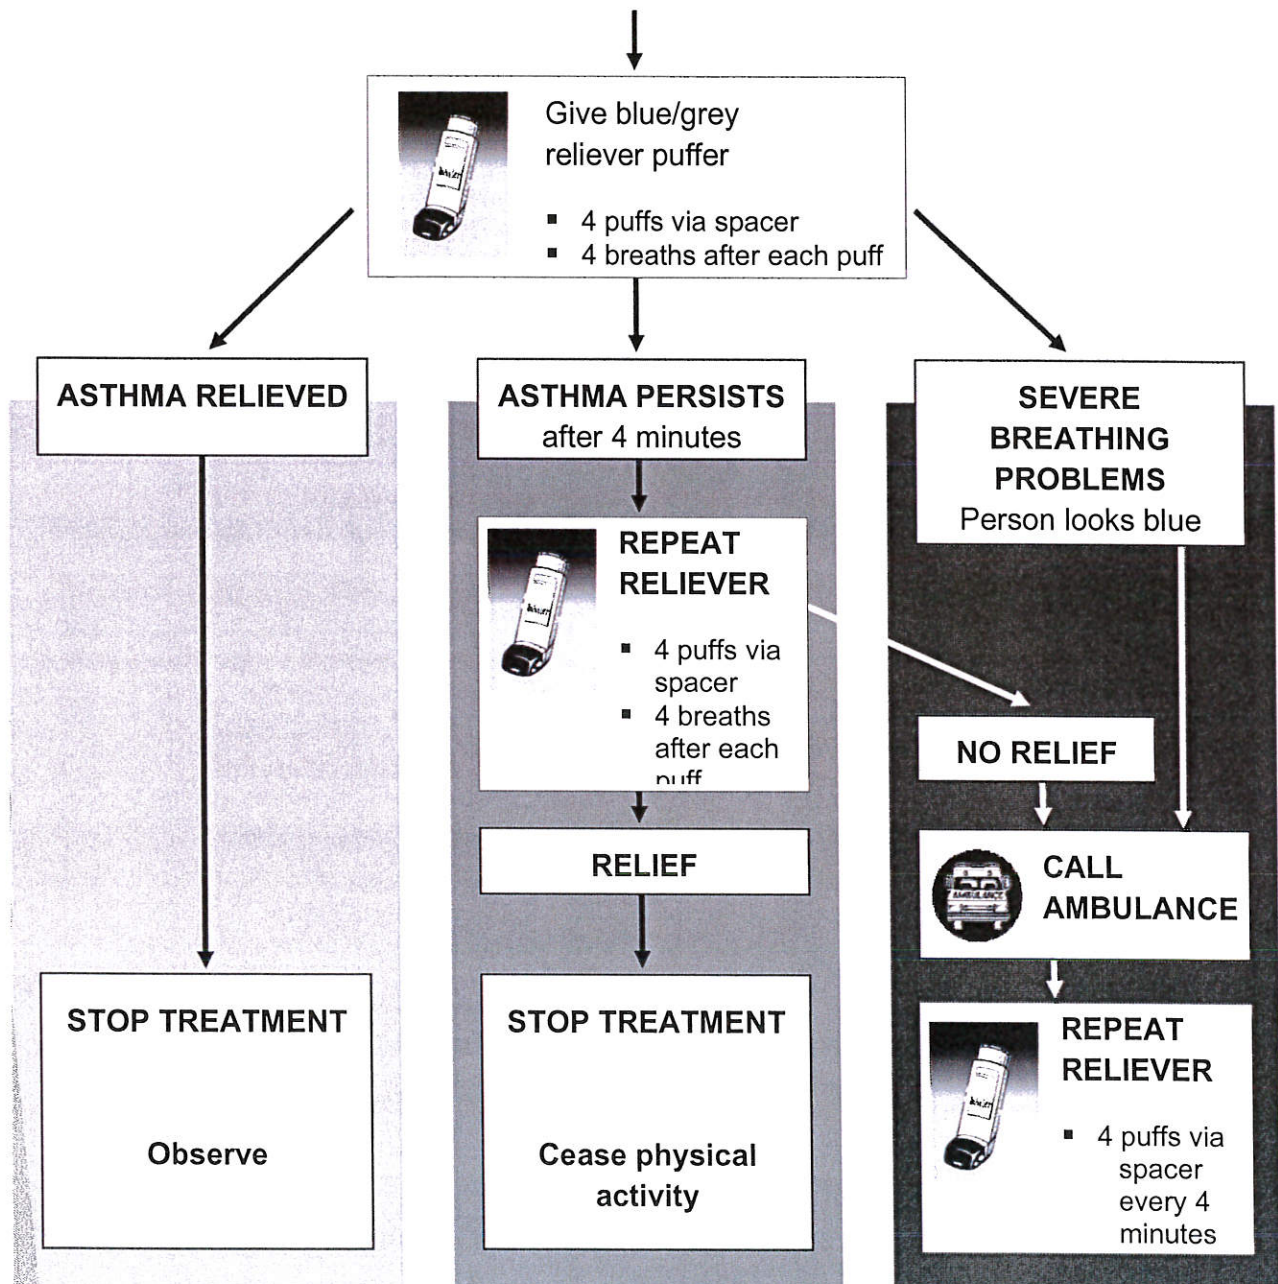 Give blue/grey
reliever puffer
▪ 4 puffs via spacer
▪ 4 breaths after each puff
ASTHMA RELIEVED
STOP TREATMENT
Observe
ASTHMA PERSISTS
after 4 minutes
REPEAT
RELIEVER
▪ 4 puffs via
spacer
▪ 4 breaths
after each
puff
RELIEF
STOP TREATMENT
Cease physical
activity
SEVERE
BREATHING
PROBLEMS
Person looks blue
NO RELIEF
AMBULANCE
CALL
AMBULANCE
REPEAT
RELIEVER
▪ 4 puffs via
spacer
every 4
minutes